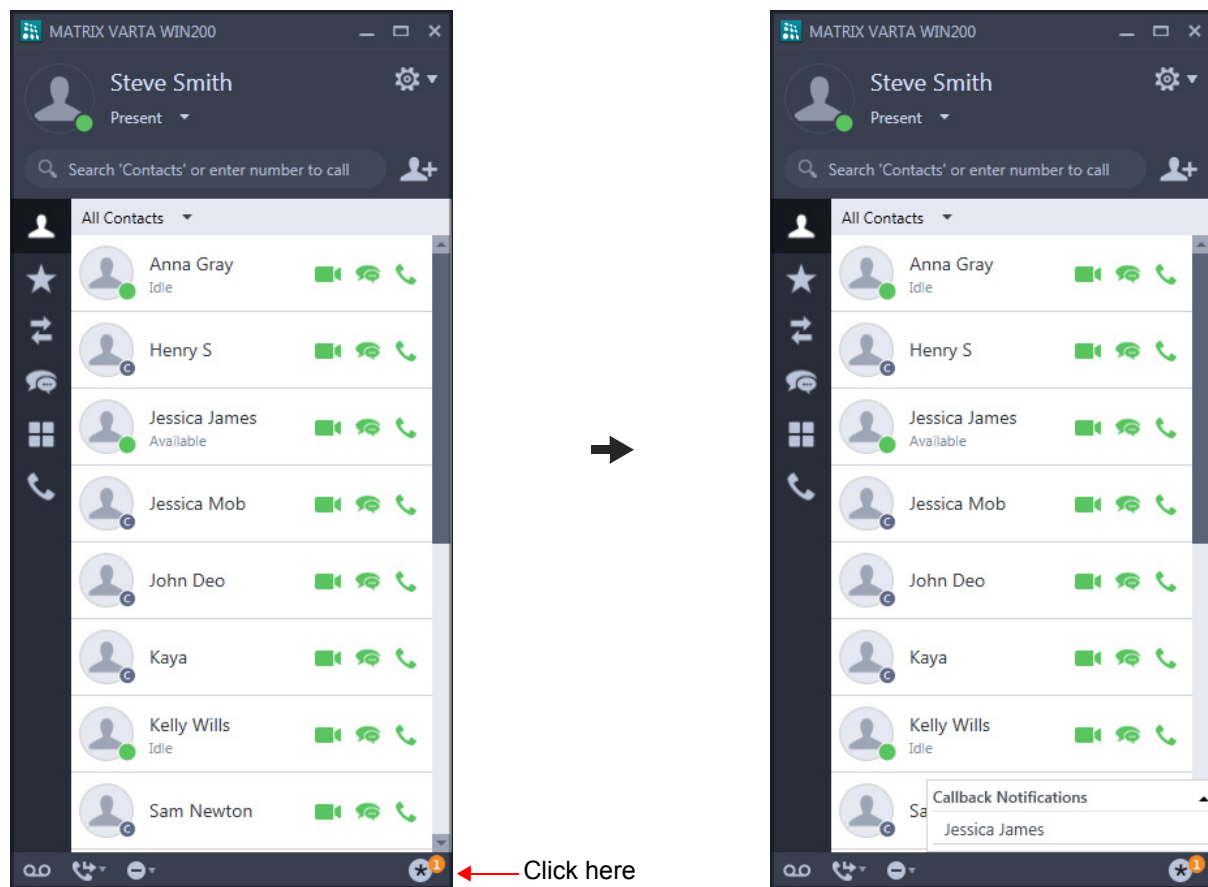 MATRIX VARTA WIN200
Steve Smith
Present
Search 'Contacts' or enter number to call
All Contacts
Anna Gray
Idle
C
Henry S
Jessica James
Available
C
Jessica Mob
C
John Deo
C
Kaya
Kelly Wills
Idle
C
Sam Newton
1
Click here
MATRIX VARTA WIN200
Steve Smith
Present
Search 'Contacts' or enter number to call
All Contacts
Anna Gray
Idle
C
Henry S
Jessica James
Available
C
Jessica Mob
C
John Deo
C
Kaya
Kelly Wills
Idle
C
Sa
Callback Notifications
Jessica James
1